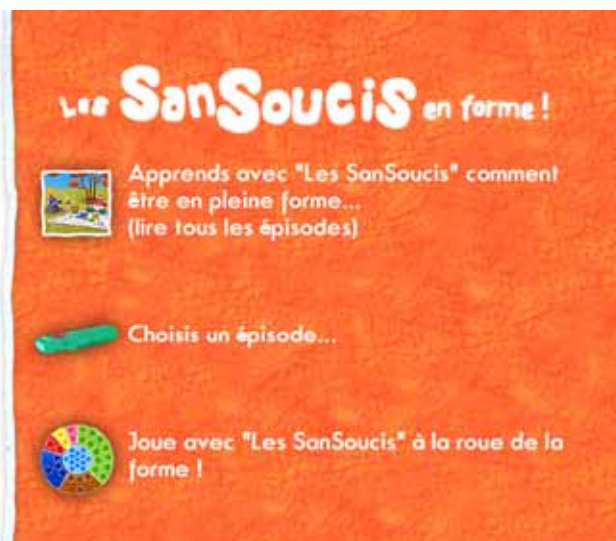 Les SanSoucis en forme !
Apprends avec "Les SanSoucis" comment
être en pleine forme...
(lire tous les épisodes)
Choisis un épisode...
Joue avec "Les SanSoucis" à la roue de la
forme !